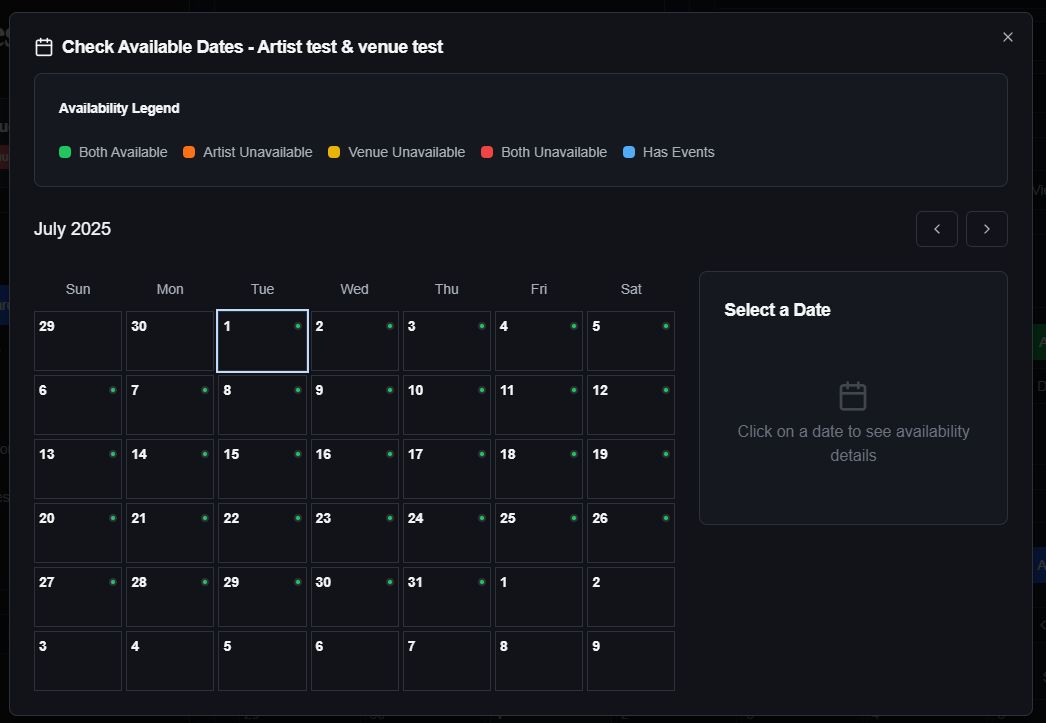 Check Available Dates - Artist test & venue test
Availability Legend
Both Available Artist Unavailable Venue Unavailable Both Unavailable Has Events
July 2025
Sun Mon Tue Wed Thu Fri Sat
29 30 1 2 3 4 5
6 7 8 9 10 11 12
13 14 15 16 17 18 19
20 21 22 23 24 25 26
27 28 29 30 31 1 2
3 4 5 6 7 8 9
Select a Date
Click on a date to see availability
details